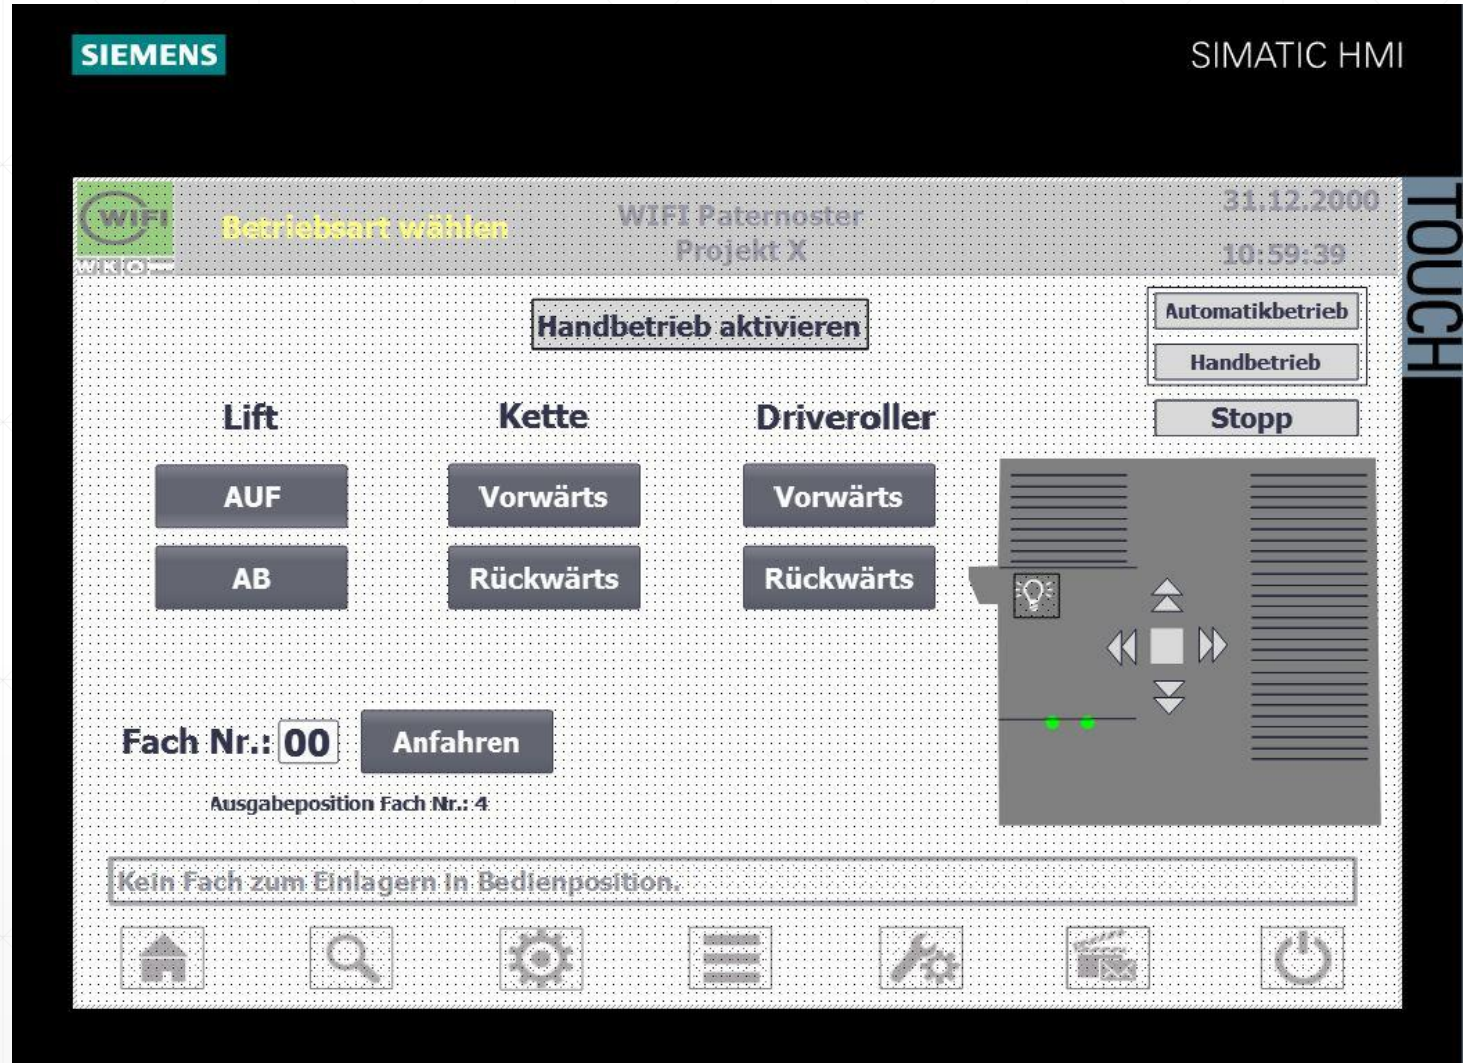 SIEMENS
SIMATIC HMI
TOUCH
WIFI
WKO
Betriebsart wählen
WIFI Paternoster
Projekt X
31.12.2000
10:59:39
Handbetrieb aktivieren
Automatikbetrieb
Handbetrieb
Stopp
Lift
Kette
Driveroller
AUF
Vorwärts
Vorwärts
AB
Rückwärts
Rückwärts
Fach Nr.: 00
Anfahren
Ausgabeposition Fach Nr.: 4
Kein Fach zum Einlagern in Bedienposition.